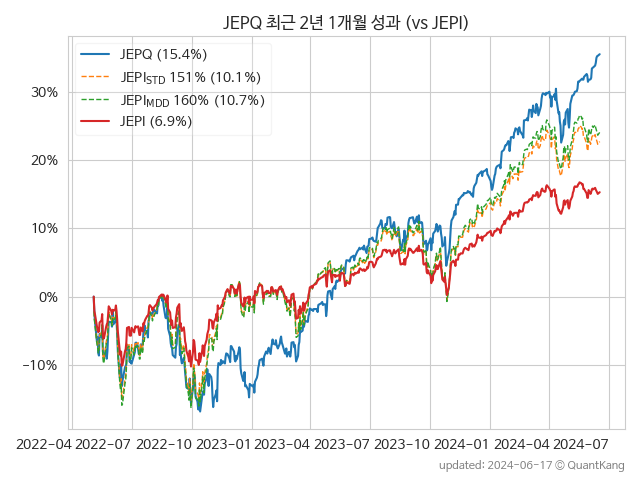 JEPQ 최근 2년 1개월 성과 (vs JEPI)
JEPQ (15.4%)
JEPI_STD 151% (10.1%)
JEPI_MDD 160% (10.7%)
JEPI (6.9%)
30%
20%
10%
0%
−10%
2022-04 2022-07 2022-10 2023-01 2023-04 2023-07 2023-10 2024-01 2024-04 2024-07
updated: 2024-06-17 © QuantKang